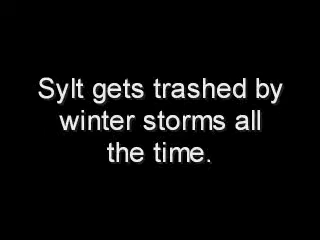 Sylt gets trashed by
winter storms all
the time.